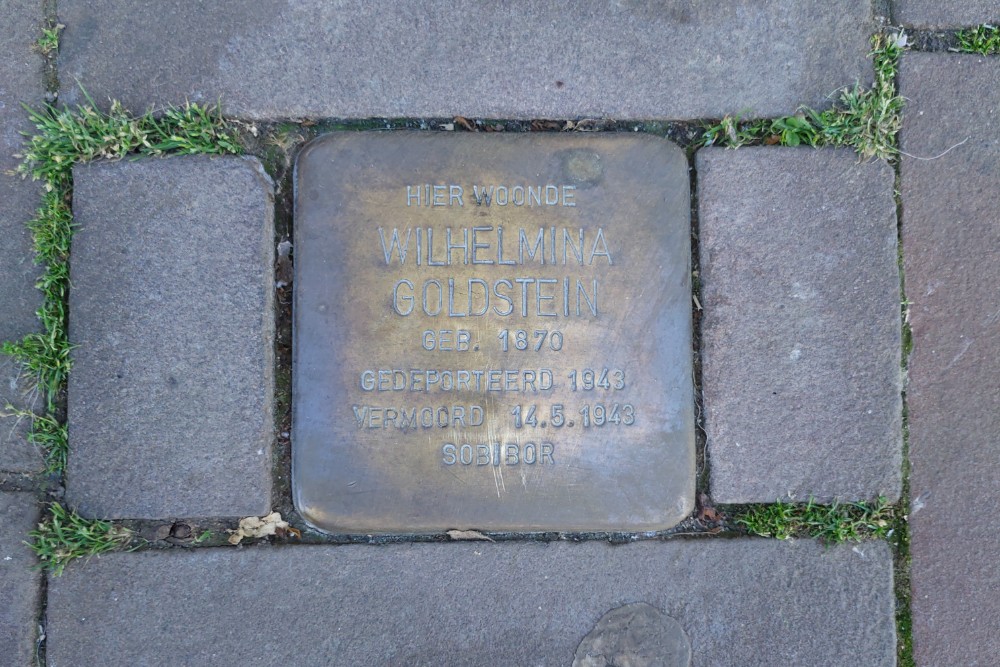 HIER WOONDE
WILHELMINA
GOLDSTEIN
GEB. 1870
GEDEPORTEERD 1943
VERMOORD 14.5.1943
SOBIBOR